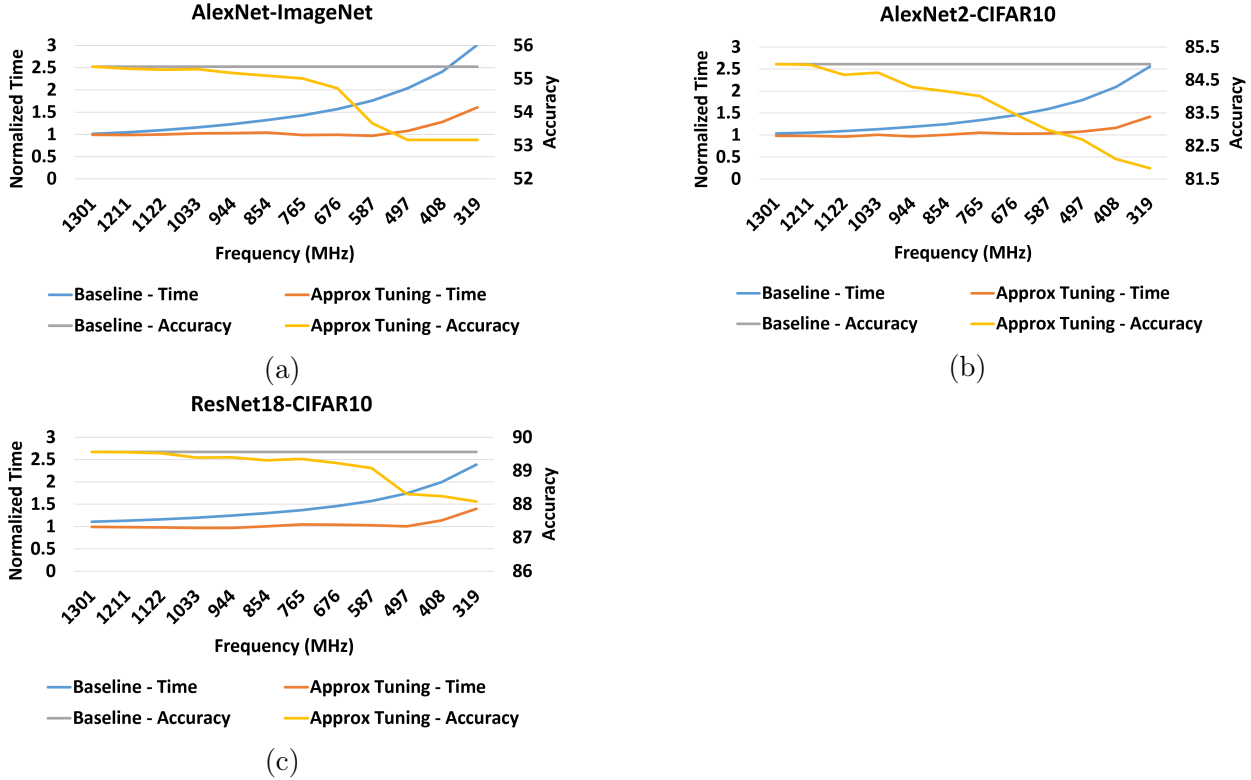 AlexNet-ImageNet
Normalized Time
3
2.5
2
1.5
1
0.5
0
56
55
54
53
52
Accuracy
1301 1211 1122 1033 944 854 765 676 587 497 408 319
Frequency (MHz)
Baseline - Time Approx Tuning - Time
Baseline - Accuracy Approx Tuning - Accuracy
(a)
AlexNet2-CIFAR10
Normalized Time
3
2.5
2
1.5
1
0.5
0
85.5
84.5
83.5
82.5
81.5
Accuracy
1301 1211 1122 1033 944 854 765 676 587 497 408 319
Frequency (MHz)
Baseline - Time Approx Tuning - Time
Baseline - Accuracy Approx Tuning - Accuracy
(b)
ResNet18-CIFAR10
Normalized Time
3
2.5
2
1.5
1
0.5
0
90
89
88
87
86
Accuracy
1301 1211 1122 1033 944 854 765 676 587 497 408 319
Frequency (MHz)
Baseline - Time Approx Tuning - Time
Baseline - Accuracy Approx Tuning - Accuracy
(c)